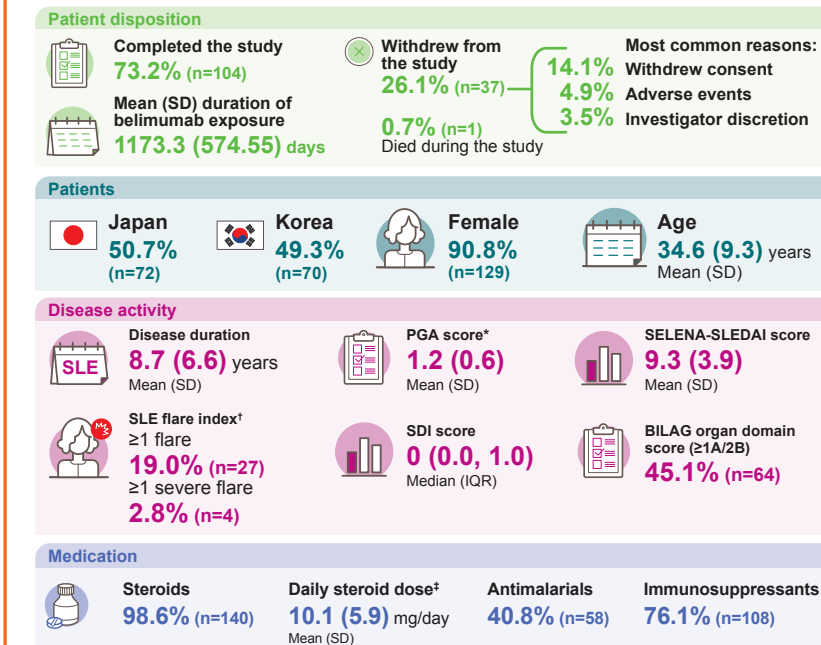 Patient disposition
Completed the study
73.2% (n=104)
Mean (SD) duration of
belimumab exposure
1173.3 (574.55) days
Withdrew from
the study
26.1% (n=37)
0.7% (n=1)
Died during the study
Most common reasons:
14.1% Withdrew consent
4.9% Adverse events
3.5% Investigator discretion
Patients
Japan
50.7%
(n=72)
Korea
49.3%
(n=70)
Female
90.8%
(n=129)
Age
34.6 (9.3) years
Mean (SD)
Disease activity
SLE
Disease duration
8.7 (6.6) years
Mean (SD)
PGA score*
1.2 (0.6)
Mean (SD)
SELENA-SLEDAI score
9.3 (3.9)
Mean (SD)
SLE flare index†
≥1 flare
19.0% (n=27)
≥1 severe flare
2.8% (n=4)
SDI score
0 (0.0, 1.0)
Median (IQR)
BILAG organ domain
score (≥1A/2B)
45.1% (n=64)
Medication
Steroids
98.6% (n=140)
Daily steroid dose‡
10.1 (5.9) mg/day
Mean (SD)
Antimalarials
40.8% (n=58)
Immunosuppressants
76.1% (n=108)